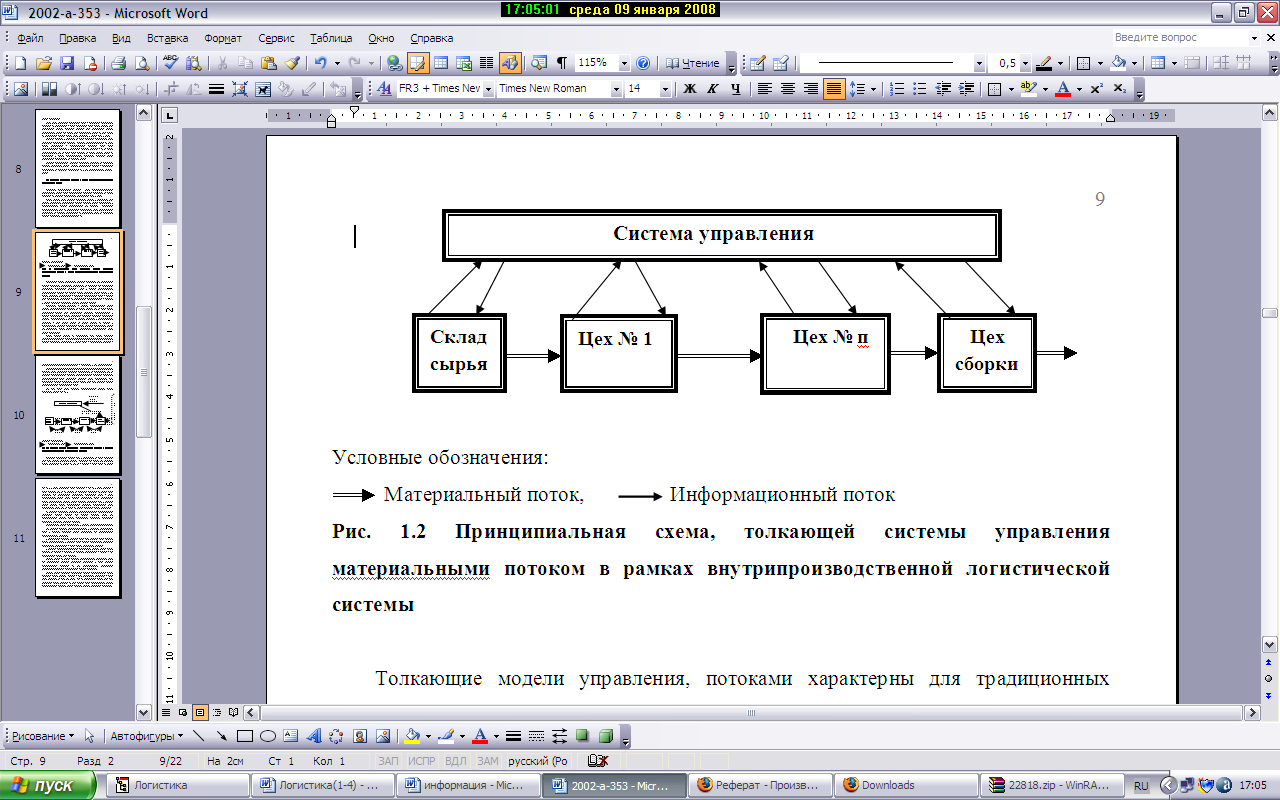 17:05:01 среда 09 января 2008
2002-а-353 - Microsoft Word
Файл Правка Вид Вставка Формат Сервис Таблица Окно Справка
Введите вопрос
115% Чтение 0,5
FR3 + Times Nev Times New Roman 14 Ж К Ч
8
9
10
11
9
Система управления
Склад сырья
Цех № 1
Цех № п
Цех сборки
Условные обозначения:
Материальный поток, Информационный поток
Рис. 1.2 Принципиальная схема, толкающей системы управления
материальными потоком в рамках внутрипроизводственной логистической
системы
Толкающие модели управления, потоками характерны для традиционных
Рисование Автофигуры
Стр. 9 Разд 2 9/22 На 2см Ст 1 Кол 1 ЗАП ИСПР ВДЛ ЗАМ русский (Ро
пуск Логистика Логистика(1-4) - ... информация - Mic... 2002-а-353 - Micr... Реферат - Произв... Downloads 22818.zip - WinRA... RU 17:05